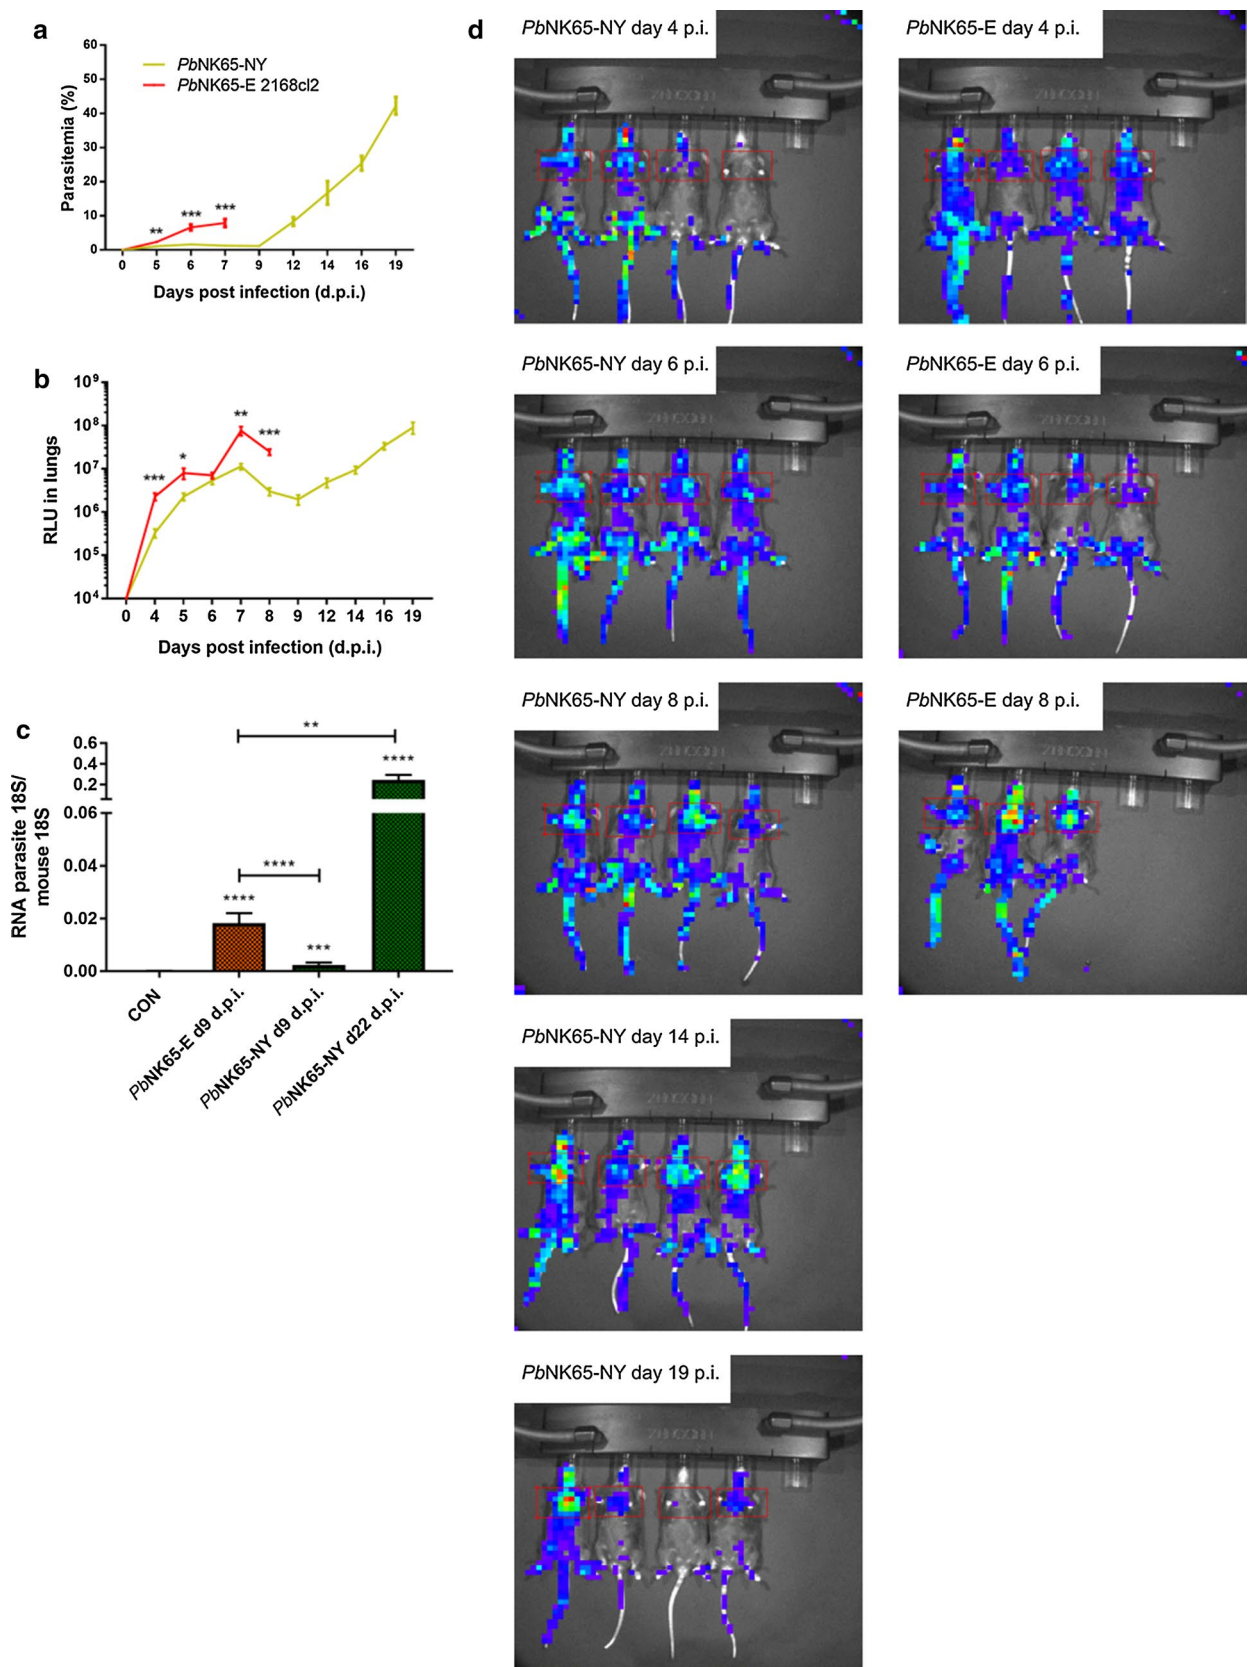 a
60
50
40
30
20
10
0
Parasitemia (%)
PbNK65-NY
PbNK65-E 2168cl2
**
***
***
0 5 6 7 9 12 14 16 19
Days post infection (d.p.i.)
b
10⁹
10⁸
10⁷
10⁶
10⁵
10⁴
RLU in lungs
***
*
**
***
0 4 5 6 7 8 9 12 14 16 19
Days post infection (d.p.i.)
c
0.6
0.4
0.2
0.06
0.04
0.02
0.00
RNA parasite 18S/
mouse 18S
**
****
****
****
***
CON
PbNK65-E d9 d.p.i.
PbNK65-NY d9 d.p.i.
PbNK65-NY d22 d.p.i.
d
PbNK65-NY day 4 p.i.
PbNK65-E day 4 p.i.
PbNK65-NY day 6 p.i.
PbNK65-E day 6 p.i.
PbNK65-NY day 8 p.i.
PbNK65-E day 8 p.i.
PbNK65-NY day 14 p.i.
PbNK65-NY day 19 p.i.